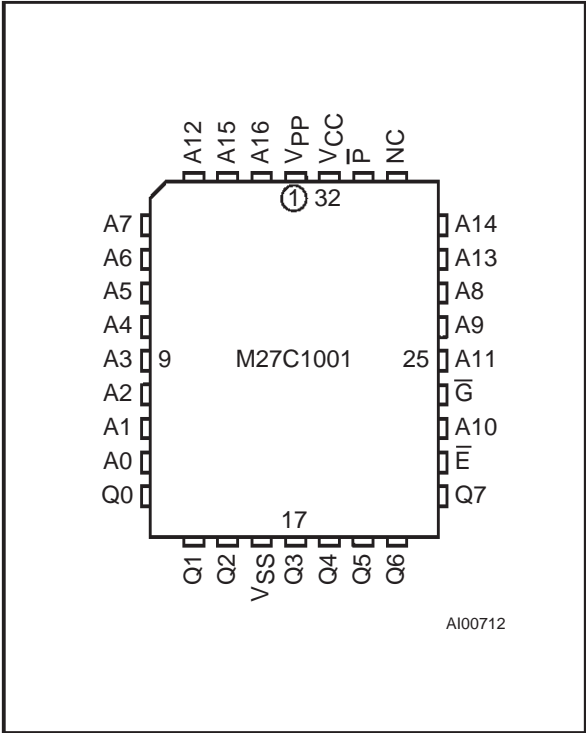 A12 A15 A16 VPP VCC P̅ NC
1 32
A7 A14
A6 A13
A5 A8
A4 A9
A3 9 M27C1001 25 A11
A2 G̅
A1 A10
A0 E̅
Q0 Q7
17
Q1 Q2 VSS Q3 Q4 Q5 Q6
AI00712